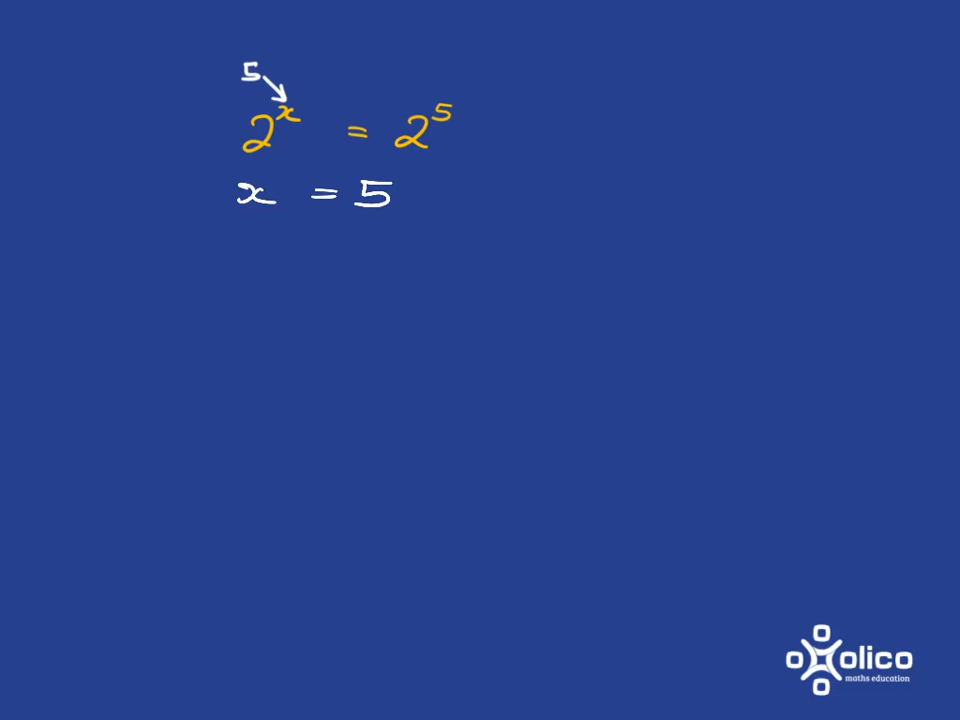 5
2^x = 2^5
x = 5
olico
maths education